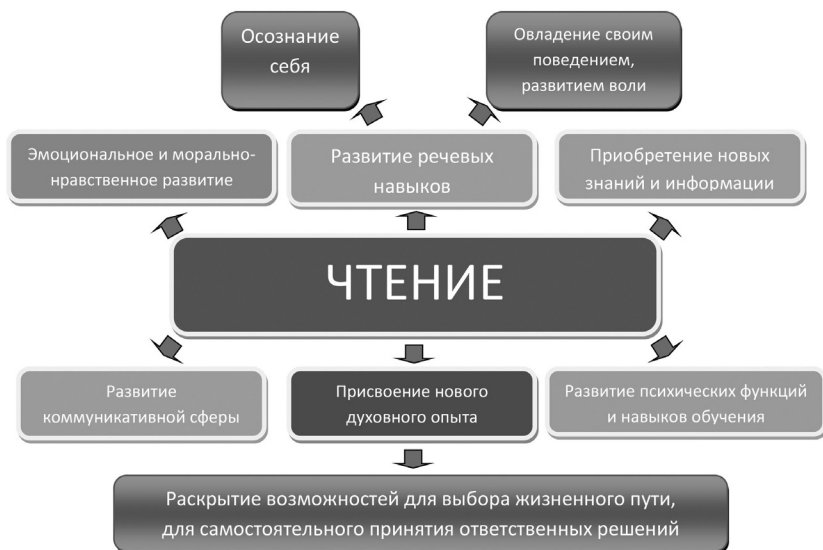 Осознание
себя
Овладение своим
поведением,
развитием воли
Эмоциональное и морально-
нравственное развитие
Развитие речевых
навыков
Приобретение новых
знаний и информации
ЧТЕНИЕ
Развитие
коммуникативной сферы
Присвоение нового
духовного опыта
Развитие психических функций
и навыков обучения
Раскрытие возможностей для выбора жизненного пути,
для самостоятельного принятия ответственных решений